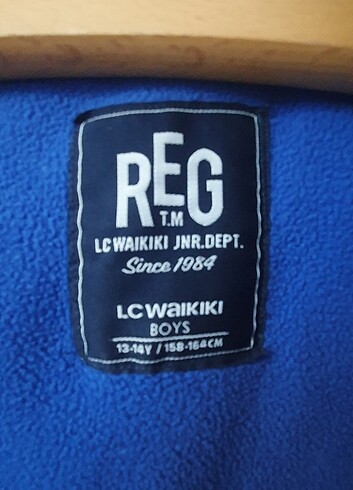 REG
T.M
LC WAIKIKI JNR.DEPT.
Since 1984
LC WAIKIKI
BOYS
13-14Y / 158-164CM